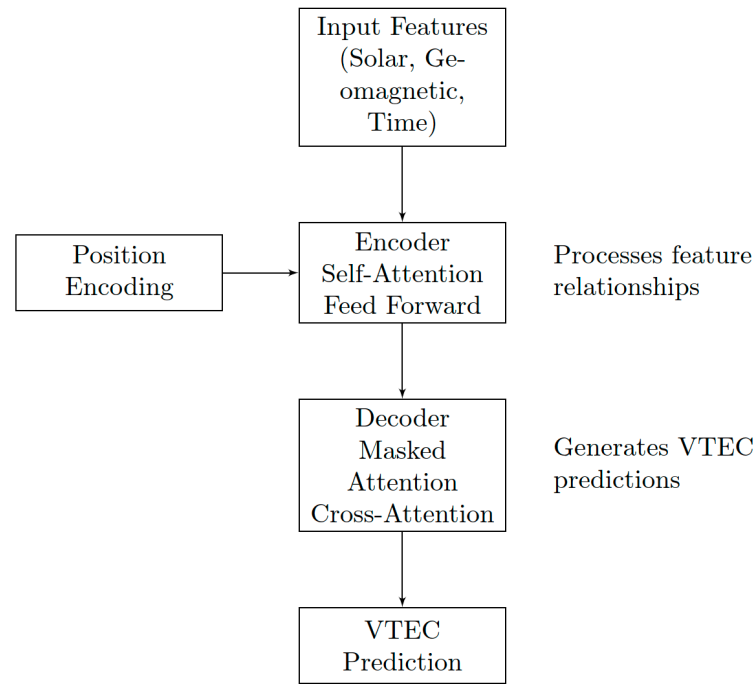 Input Features
(Solar, Ge-
omagnetic,
Time)
Position
Encoding
Encoder
Self-Attention
Feed Forward
Processes feature
relationships
Decoder
Masked
Attention
Cross-Attention
Generates VTEC
predictions
VTEC
Prediction